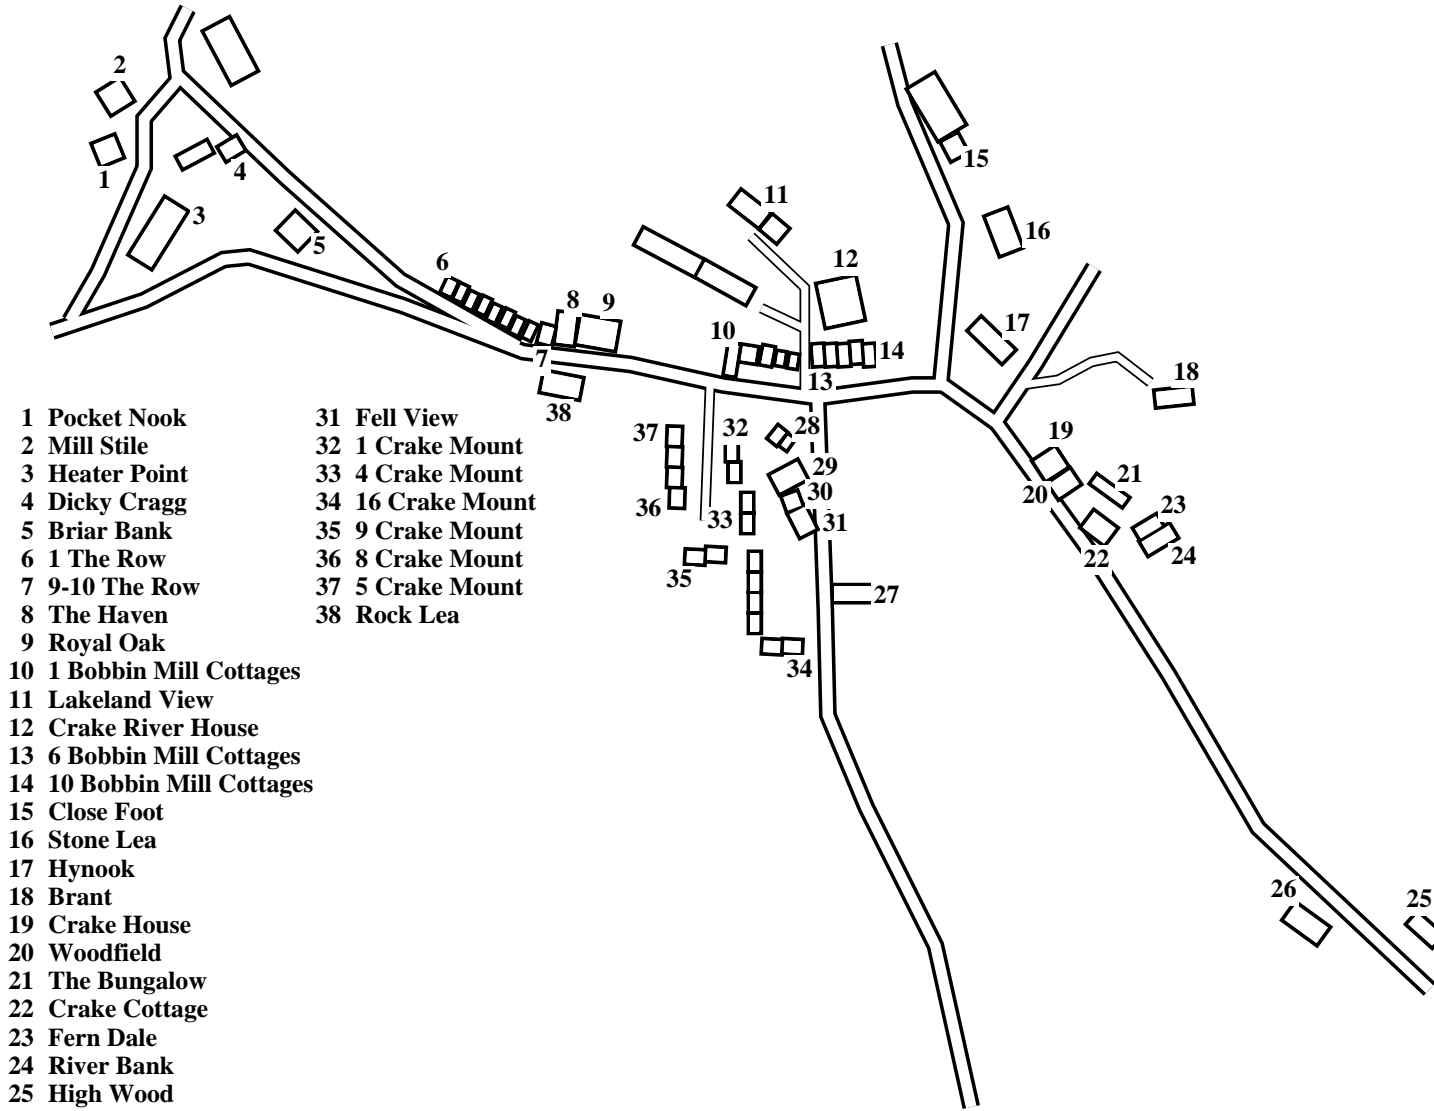 2
1
4
3
5
6
8
9
7
38
10
11
12
13
14
15
16
17
18
19
20
21
22
23
24
25
26
27
28
29
30
31
32
33
34
35
36
37
1 Pocket Nook
2 Mill Stile
3 Heater Point
4 Dicky Cragg
5 Briar Bank
6 1 The Row
7 9-10 The Row
8 The Haven
9 Royal Oak
10 1 Bobbin Mill Cottages
11 Lakeland View
12 Crake River House
13 6 Bobbin Mill Cottages
14 10 Bobbin Mill Cottages
15 Close Foot
16 Stone Lea
17 Hynook
18 Brant
19 Crake House
20 Woodfield
21 The Bungalow
22 Crake Cottage
23 Fern Dale
24 River Bank
25 High Wood
31 Fell View
32 1 Crake Mount
33 4 Crake Mount
34 16 Crake Mount
35 9 Crake Mount
36 8 Crake Mount
37 5 Crake Mount
38 Rock Lea